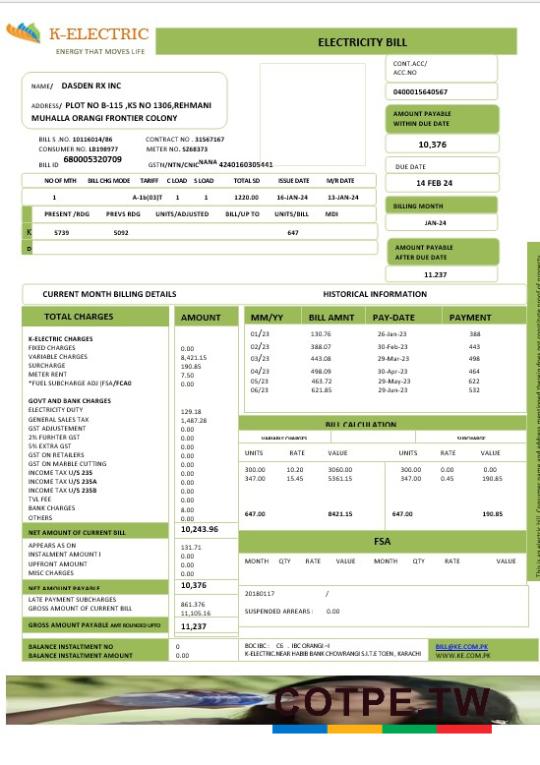 K-ELECTRIC
ENERGY THAT MOVES LIFE
ELECTRICITY BILL
CONT.ACC/
ACC.NO
0400015640567
NAME/ DASDEN RX INC
ADDRESS/ PLOT NO B-115 ,KS NO 1306,REHMANI
MUHALLA ORANGI FRONTIER COLONY
AMOUNT PAYABLE
WITHIN DUE DATE
10,376
BILL S .NO. 10116014/86 CONTRACT NO . 31567167
CONSUMER NO. LB198977 METER NO. SZ68373
BILL ID 680005320709 GSTN/NTN/CNIC NANA 4240160305441
DUE DATE
14 FEB 24
NO OF MTH BILL CHG MODE TARIFF C LOAD S LOAD TOTAL SD ISSUE DATE M/R DATE
1 A-1b(03)T 1 1 1220.00 16-JAN-24 13-JAN-24
BILLING MONTH
JAN-24
PRESENT /RDG PREVS RDG UNITS/ADJUSTED BILL/UP TO UNITS/BILL MDI
K 5739 5092 647
D
AMOUNT PAYABLE
AFTER DUE DATE
11.237
CURRENT MONTH BILLING DETAILS HISTORICAL INFORMATION
TOTAL CHARGES AMOUNT
K-ELECTRIC CHARGES
FIXED CHARGES 0.00
VARIABLE CHARGES 8,421.15
SURCHARGE 190.85
METER RENT 7.50
*FUEL SUBCHARGE ADJ (FSA/FCA0 0.00
GOVT AND BANK CHARGES
ELECTRICITY DUTY 129.18
GENERAL SALES TAX 1,487.28
GST ADJUSTEMENT 0.00
2% FURHTER GST 0.00
5% EXTRA GST 0.00
GST ON RETAILERS 0.00
GST ON MARBLE CUTTING 0.00
INCOME TAX U/S 235 0.00
INCOME TAX U/S 235A 0.00
INCOME TAX U/S 235B 0.00
TVL FEE 0.00
BANK CHARGES 8.00
OTHERS 0.00
NET AMOUNT OF CURRENT BILL 10,243.96
APPEARS AS ON 131.71
INSTALMENT AMOUNT I 0.00
UPFRONT AMOUNT 0.00
MISC CHARGES 0.00
NET AMOUNT PAYABLE 10,376
LATE PAYMENT SUBCHARGES 861.376
GROSS AMOUNT OF CURRENT BILL 11,105.16
GROSS AMOUNT PAYABLE AMT ROUNDED UPTO 11,237
MM/YY BILL AMNT PAY-DATE PAYMENT
01/23 130.76 26-Jan-23 388
02/23 388.07 30-Feb-23 443
03/23 443.08 29-Mar-23 498
04/23 498.09 30-Apr-23 464
05/23 463.72 29-May-23 622
06/23 621.85 29-Jun-23 532
BILL CALCULATION
VARIABLE CHARGES SUBCHARGE
UNITS RATE VALUE UNITS RATE VALUE
300.00 10.20 3060.00 300.00 0.00 0.00
347.00 15.45 5361.15 347.00 0.45 190.85
647.00 8421.15 647.00 190.85
FSA
MONTH QTY RATE VALUE MONTH QTY RATE VALUE
20180117 /
SUSPENDED ARREARS : 0.00
BALANCE INSTALMENT NO 0
BALANCE INSTALTMENT AMOUNT 0.00
BOC IBC : C6 . IBC ORANGI -I
K-ELECTRIC.NEAR HABIB BANK CHOWRANGI S.I.T.E TOEN., KARACHI
BILL@KE.COM.PK
WWW.KE.COM.PK
COTPE.TW